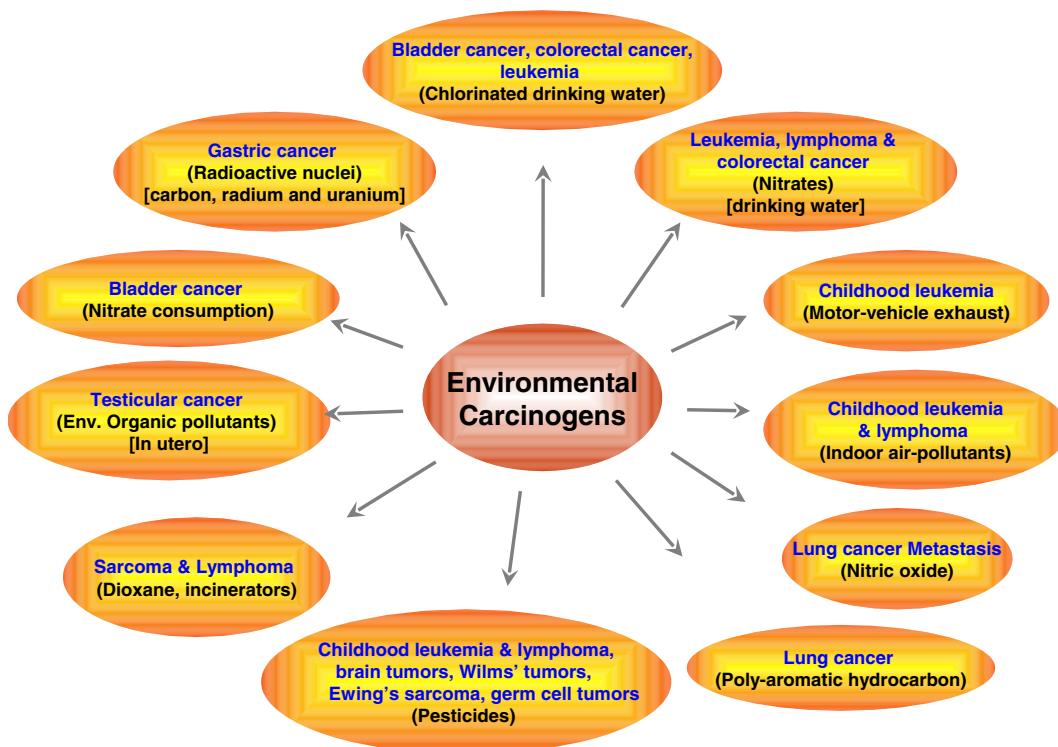 Bladder cancer, colorectal cancer,
leukemia
(Chlorinated drinking water)
Gastric cancer
(Radioactive nuclei)
[carbon, radium and uranium]
Leukemia, lymphoma &
colorectal cancer
(Nitrates)
[drinking water]
Bladder cancer
(Nitrate consumption)
Childhood leukemia
(Motor-vehicle exhaust)
Environmental
Carcinogens
Testicular cancer
(Env. Organic pollutants)
[In utero]
Childhood leukemia
& lymphoma
(Indoor air-pollutants)
Sarcoma & Lymphoma
(Dioxane, incinerators)
Lung cancer Metastasis
(Nitric oxide)
Childhood leukemia & lymphoma,
brain tumors, Wilms’ tumors,
Ewing’s sarcoma, germ cell tumors
(Pesticides)
Lung cancer
(Poly-aromatic hydrocarbon)